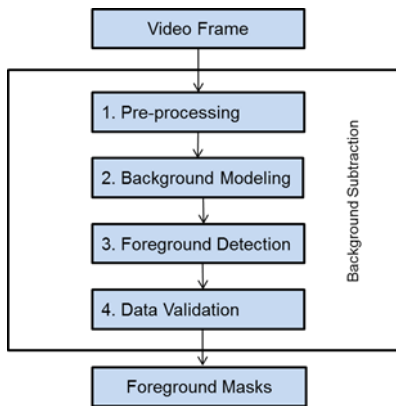 Video Frame
1. Pre-processing
2. Background Modeling
3. Foreground Detection
4. Data Validation
Background Subtraction
Foreground Masks